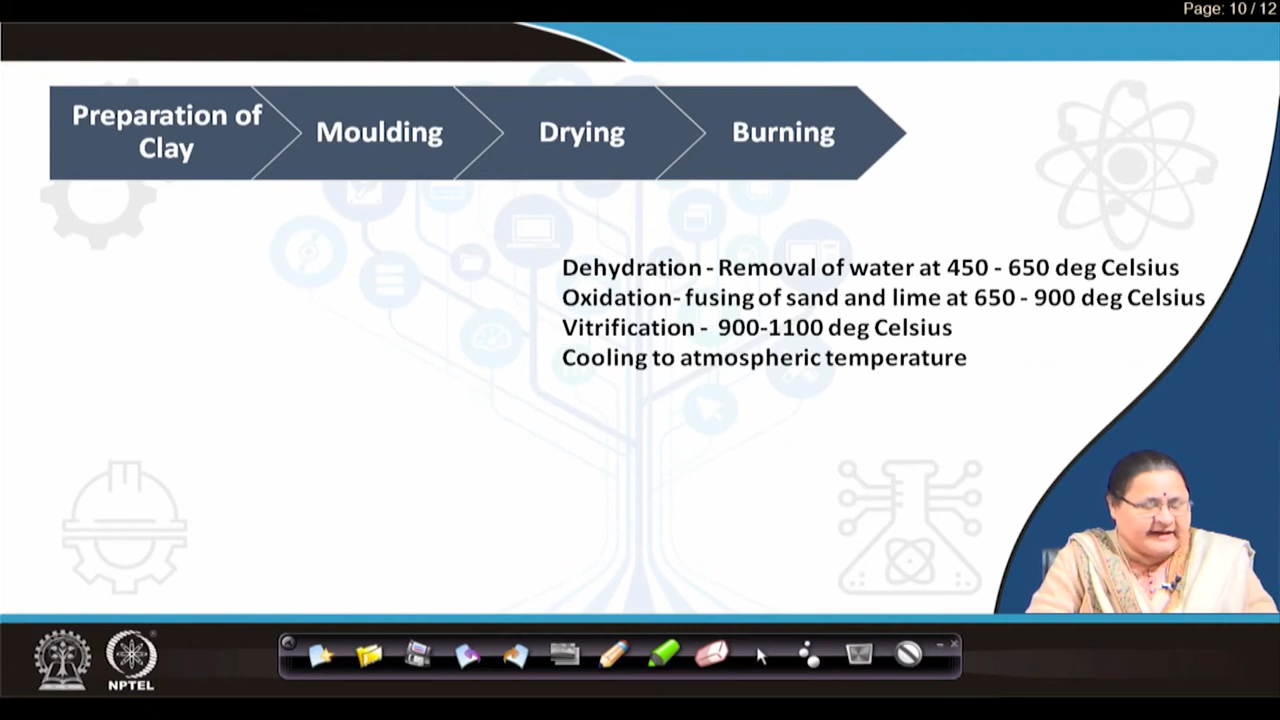 Page: 10 / 12
Preparation of
Clay
Moulding
Drying
Burning
Dehydration - Removal of water at 450 - 650 deg Celsius
Oxidation- fusing of sand and lime at 650 - 900 deg Celsius
Vitrification - 900-1100 deg Celsius
Cooling to atmospheric temperature
NPTEL